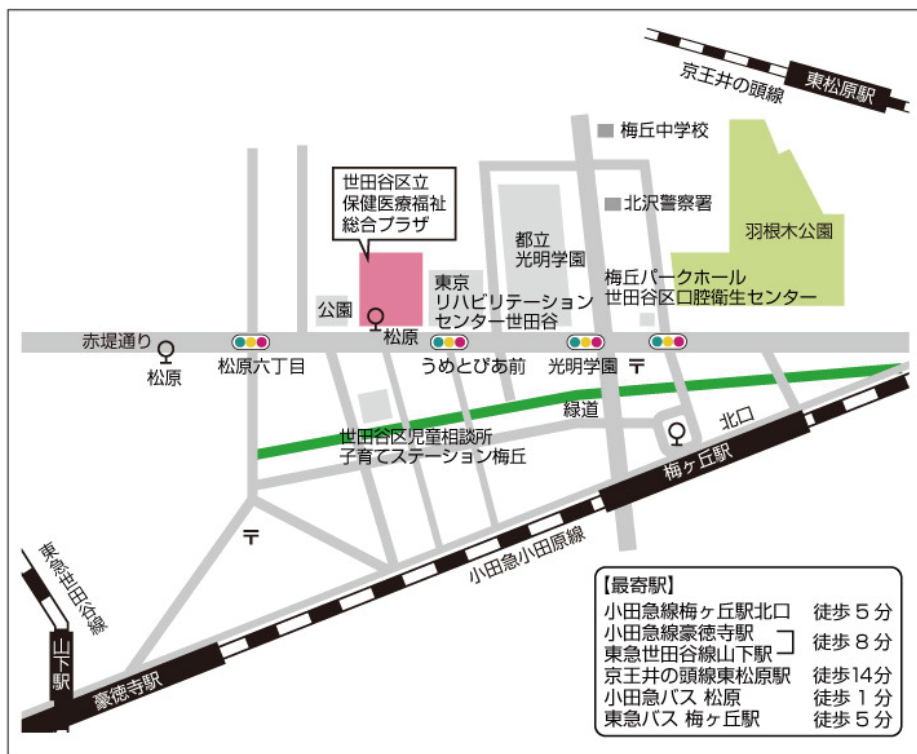 京王井の頭線
東松原駅
梅丘中学校
世田谷区立
保健医療福祉
総合プラザ
北沢警察署
羽根木公園
都立
光明学園
梅丘パークホール
世田谷区口腔衛生センター
東京
リハビリテーション
センター世田谷
公園
松原
赤堤通り
松原
松原六丁目
うめとぴあ前
光明学園
〒
緑道
北口
世田谷区児童相談所
子育てステーション梅丘
梅ヶ丘駅
〒
小田急小田原線
東急世田谷線
山下駅
豪徳寺駅
【最寄駅】
小田急線梅ヶ丘駅北口 徒歩5分
小田急線豪徳寺駅
東急世田谷線山下駅 徒歩8分
京王井の頭線東松原駅 徒歩14分
小田急バス 松原 徒歩1分
東急バス 梅ヶ丘駅 徒歩5分